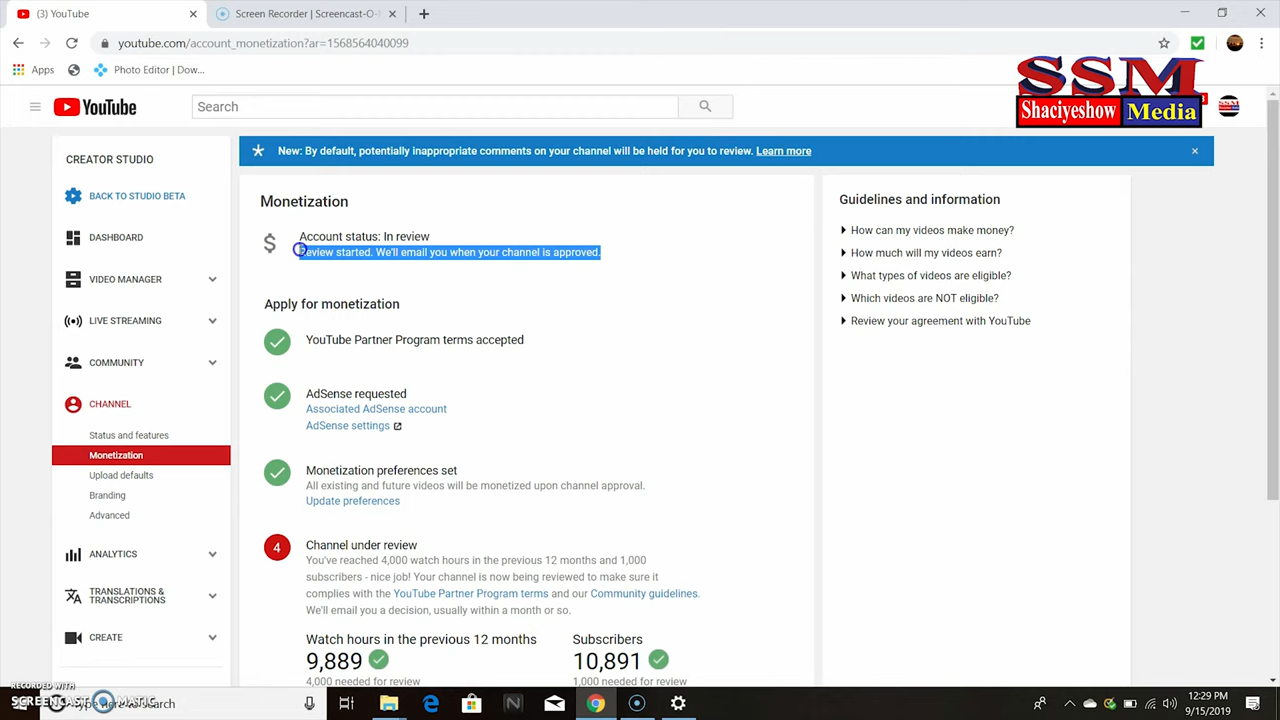 (3) YouTube
Screen Recorder | Screencast-O-
youtube.com/account_monetization?ar=1568564040099
Apps
Photo Editor | Dow...
SSM
Shaciyeshow Media
YouTube
Search
SSM
CREATOR STUDIO
BACK TO STUDIO BETA
DASHBOARD
VIDEO MANAGER
LIVE STREAMING
COMMUNITY
CHANNEL
Status and features
Monetization
Upload defaults
Branding
Advanced
ANALYTICS
TRANSLATIONS &
TRANSCRIPTIONS
CREATE
New: By default, potentially inappropriate comments on your channel will be held for you to review. Learn more
Monetization
$
Account status: In review
Review started. We'll email you when your channel is approved.
Apply for monetization
YouTube Partner Program terms accepted
AdSense requested
Associated AdSense account
AdSense settings
Monetization preferences set
All existing and future videos will be monetized upon channel approval.
Update preferences
4
Channel under review
You've reached 4,000 watch hours in the previous 12 months and 1,000
subscribers - nice job! Your channel is now being reviewed to make sure it
complies with the YouTube Partner Program terms and our Community guidelines.
We'll email you a decision, usually within a month or so.
Watch hours in the previous 12 months
9,889
4,000 needed for review
Subscribers
10,891
1,000 needed for review
Guidelines and information
How can my videos make money?
How much will my videos earn?
What types of videos are eligible?
Which videos are NOT eligible?
Review your agreement with YouTube
RECORDED WITH
SCREENCAST MATIC
here to search
12:29 PM
9/15/2019